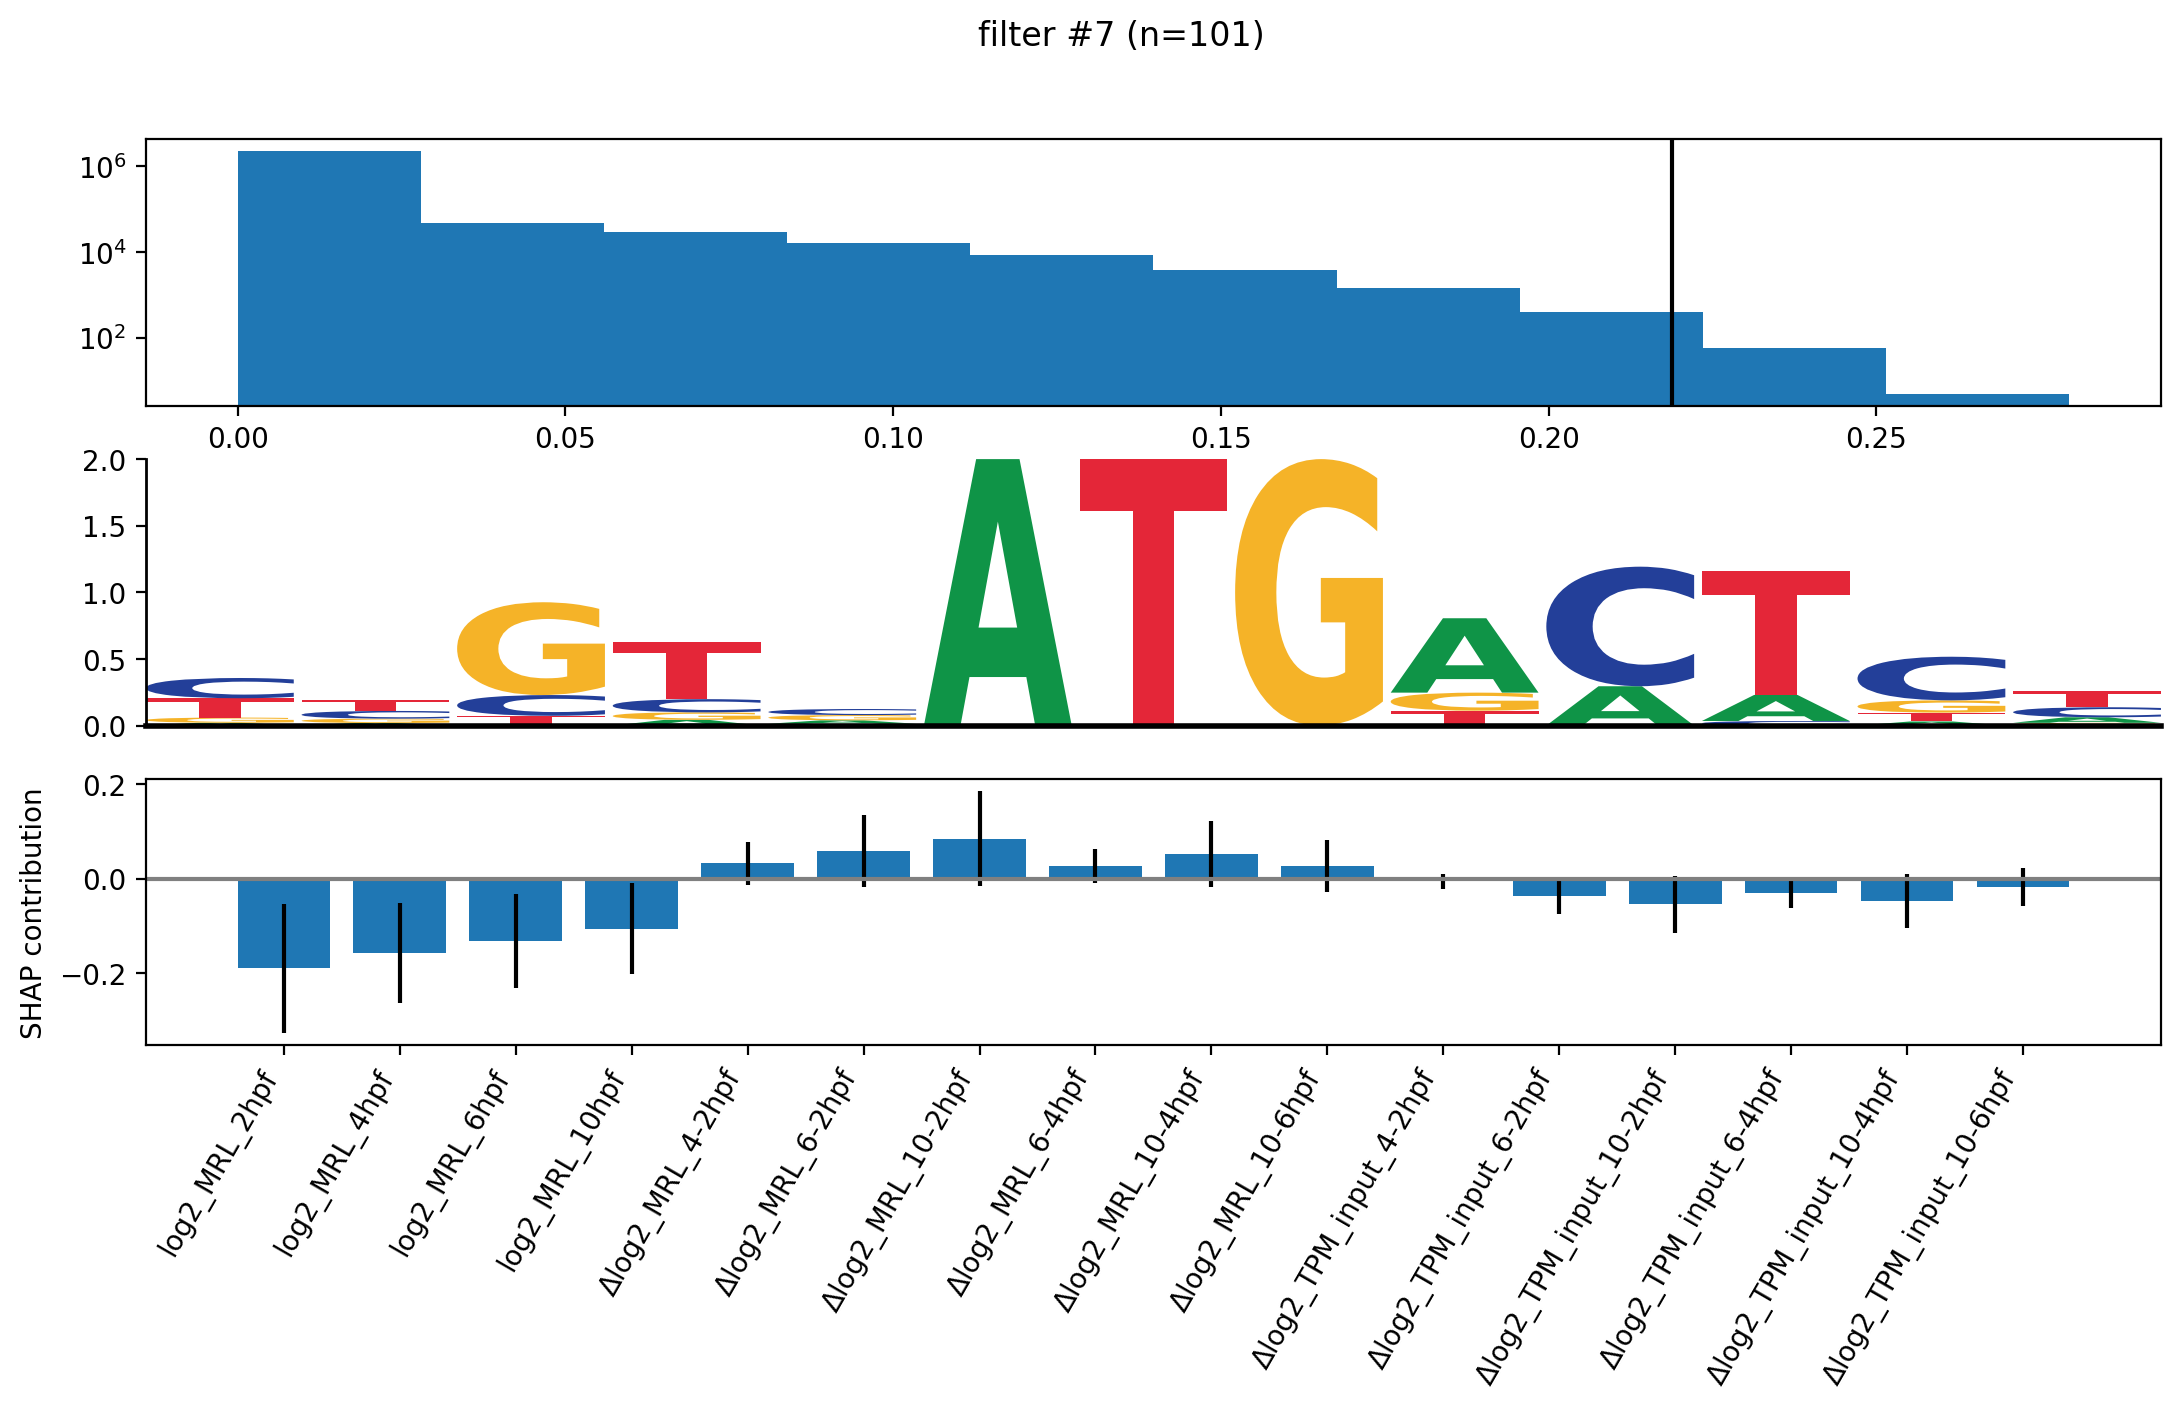 filter #7 (n=101)
10⁶
10⁴
10²
0.00 0.05 0.10 0.15 0.20 0.25
2.0
1.5
1.0
0.5
0.0
C T G T C A T G A C T C T
T C C C G G A A G C
G G T G A T C T A
A A
SHAP contribution
0.2
0.0
−0.2
log2_MRL_2hpf
log2_MRL_4hpf
log2_MRL_6hpf
log2_MRL_10hpf
Δlog2_MRL_4-2hpf
Δlog2_MRL_6-2hpf
Δlog2_MRL_10-2hpf
Δlog2_MRL_6-4hpf
Δlog2_MRL_10-4hpf
Δlog2_MRL_10-6hpf
Δlog2_TPM_input_4-2hpf
Δlog2_TPM_input_6-2hpf
Δlog2_TPM_input_10-2hpf
Δlog2_TPM_input_6-4hpf
Δlog2_TPM_input_10-4hpf
Δlog2_TPM_input_10-6hpf